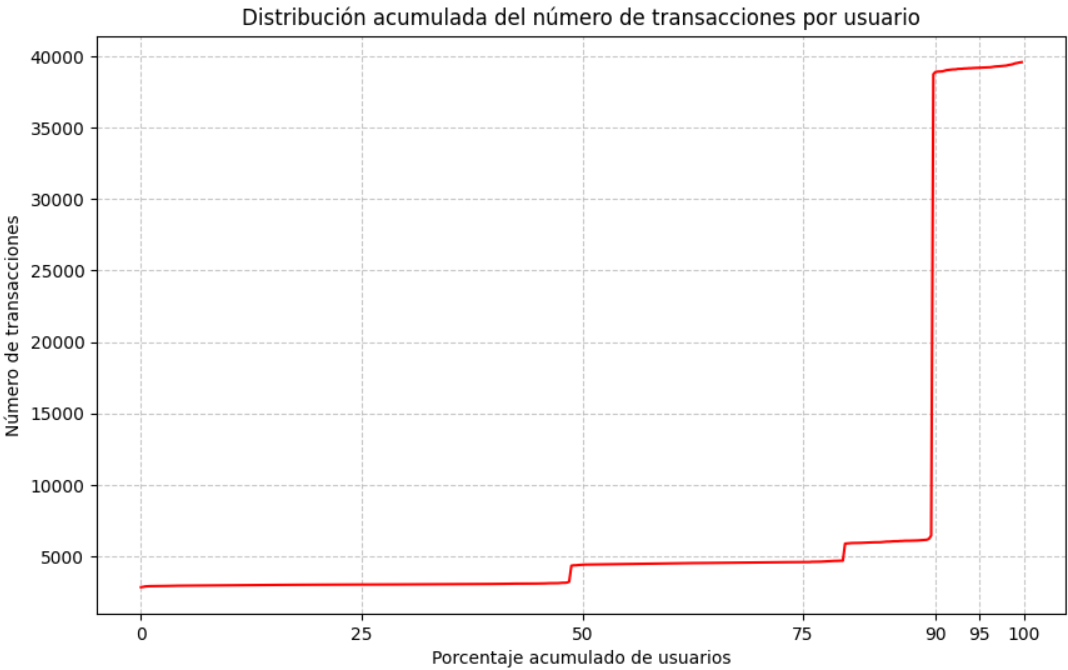 Distribución acumulada del número de transacciones por usuario
Número de transacciones
40000
35000
30000
25000
20000
15000
10000
5000
0 25 50 75 90 95 100
Porcentaje acumulado de usuarios